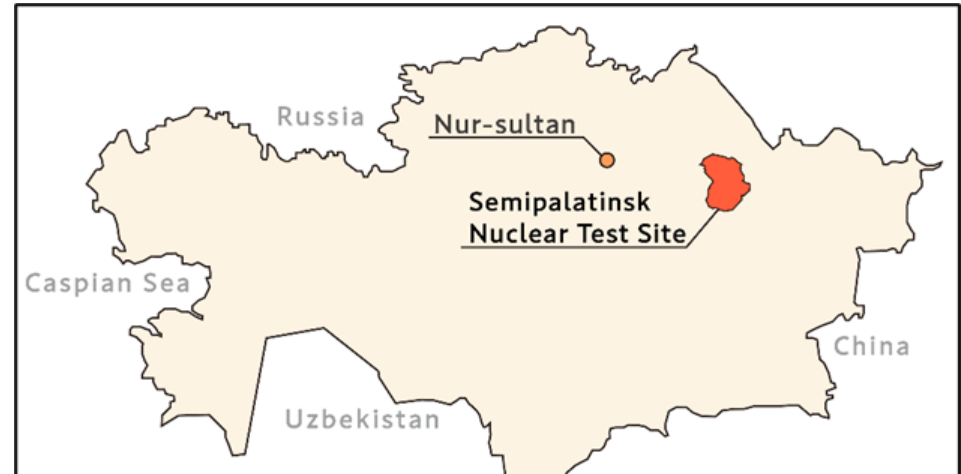 Russia
Nur-sultan
Semipalatinsk
Nuclear Test Site
Caspian Sea
China
Uzbekistan